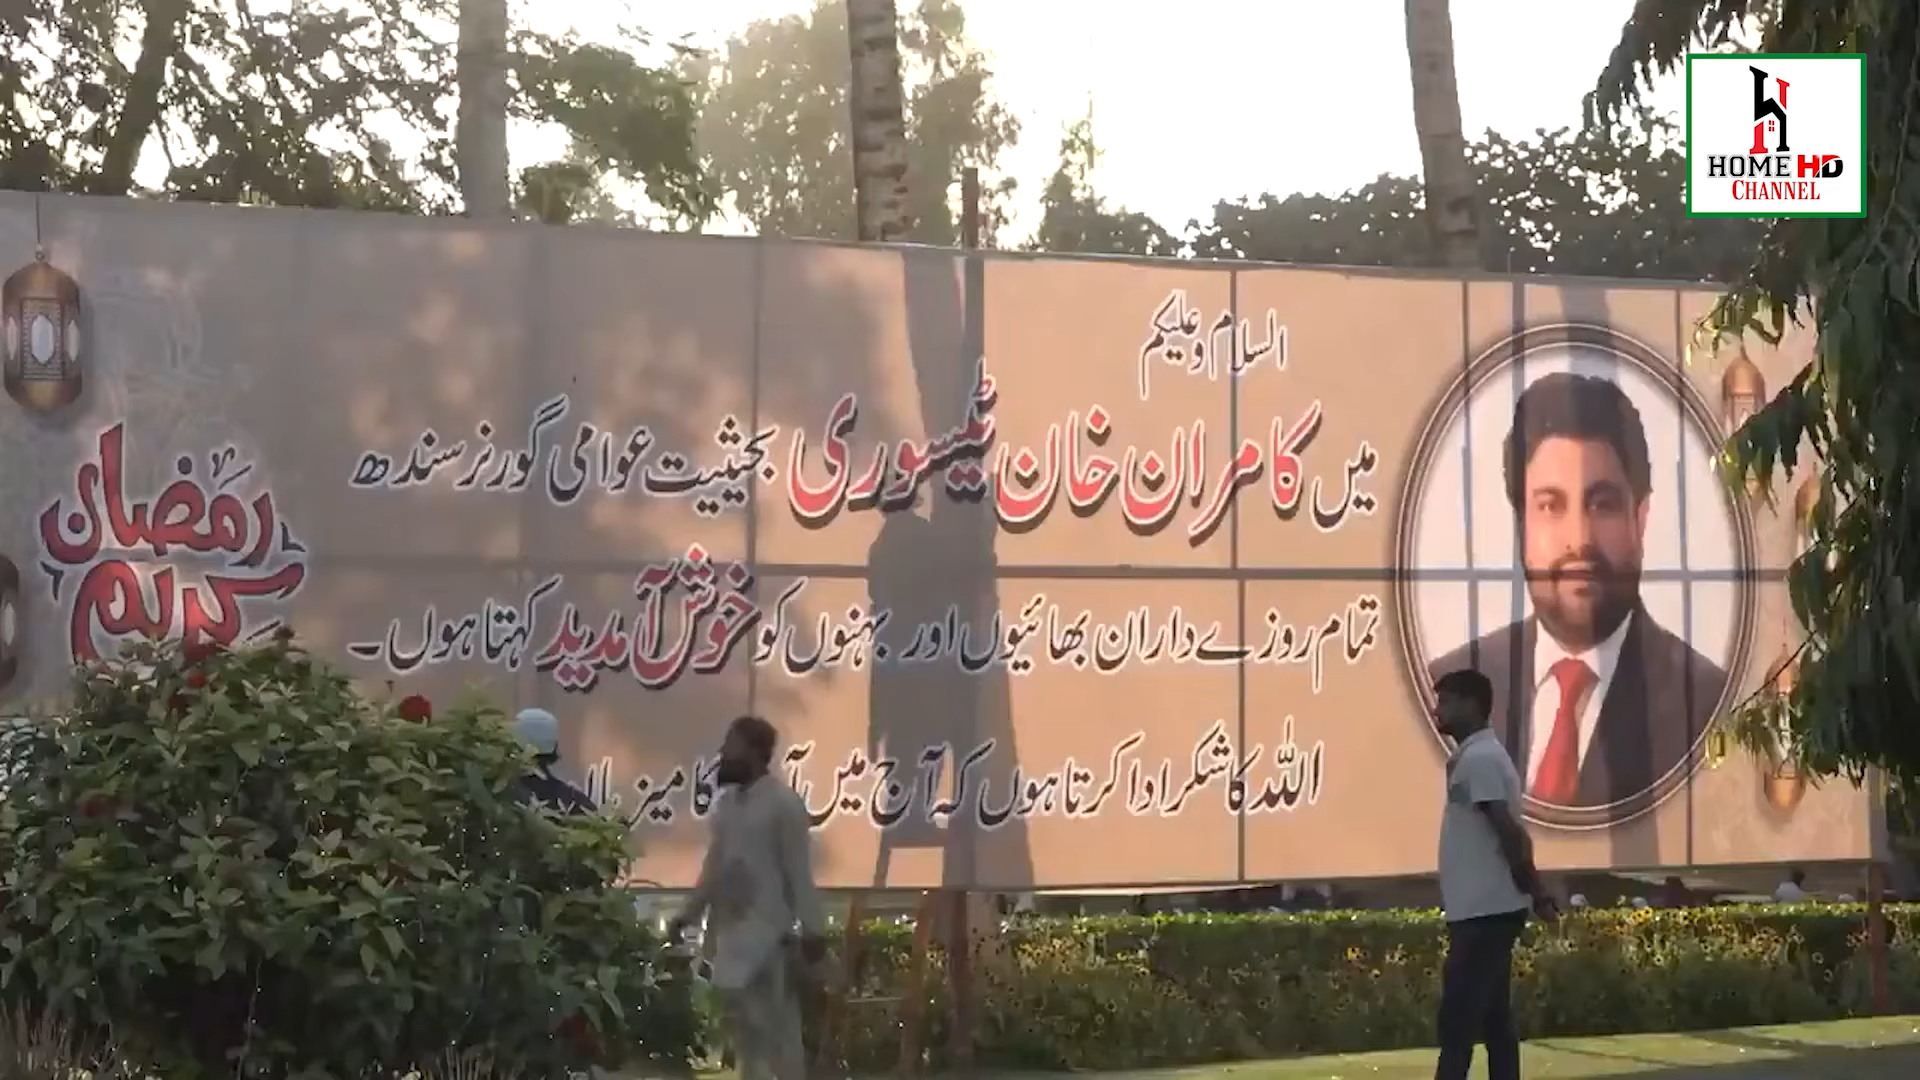 HOME HD
CHANNEL
السلام وعلیکم
میں کامران خان ٹیسوری بحیثیت عوامی گورنر سندھ
تمام روزے داران بھائیوں اور بہنوں کو خوش آمدید کہتا ہوں۔
اللہ کا شکر ادا کرتا ہوں کہ آج میں کا
رمضان
کریم